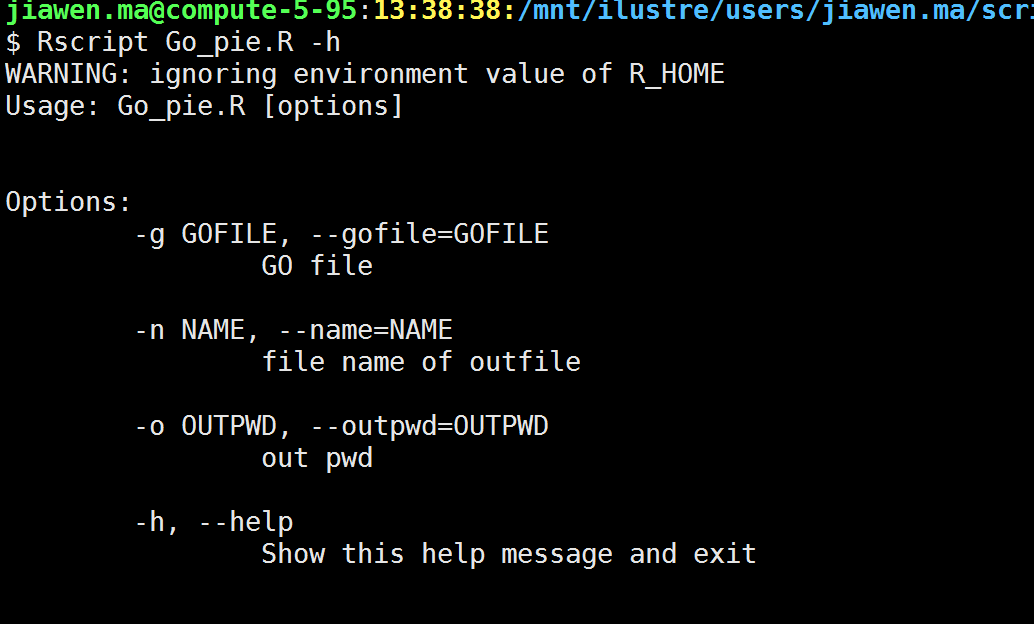 jiawen.ma@compute-5-95:13:38:38:/mnt/ilustre/users/jiawen.ma/scri
$ Rscript Go_pie.R -h
WARNING: ignoring environment value of R_HOME
Usage: Go_pie.R [options]
Options:
-g GOFILE, --gofile=GOFILE
GO file
-n NAME, --name=NAME
file name of outfile
-o OUTPWD, --outpwd=OUTPWD
out pwd
-h, --help
Show this help message and exit